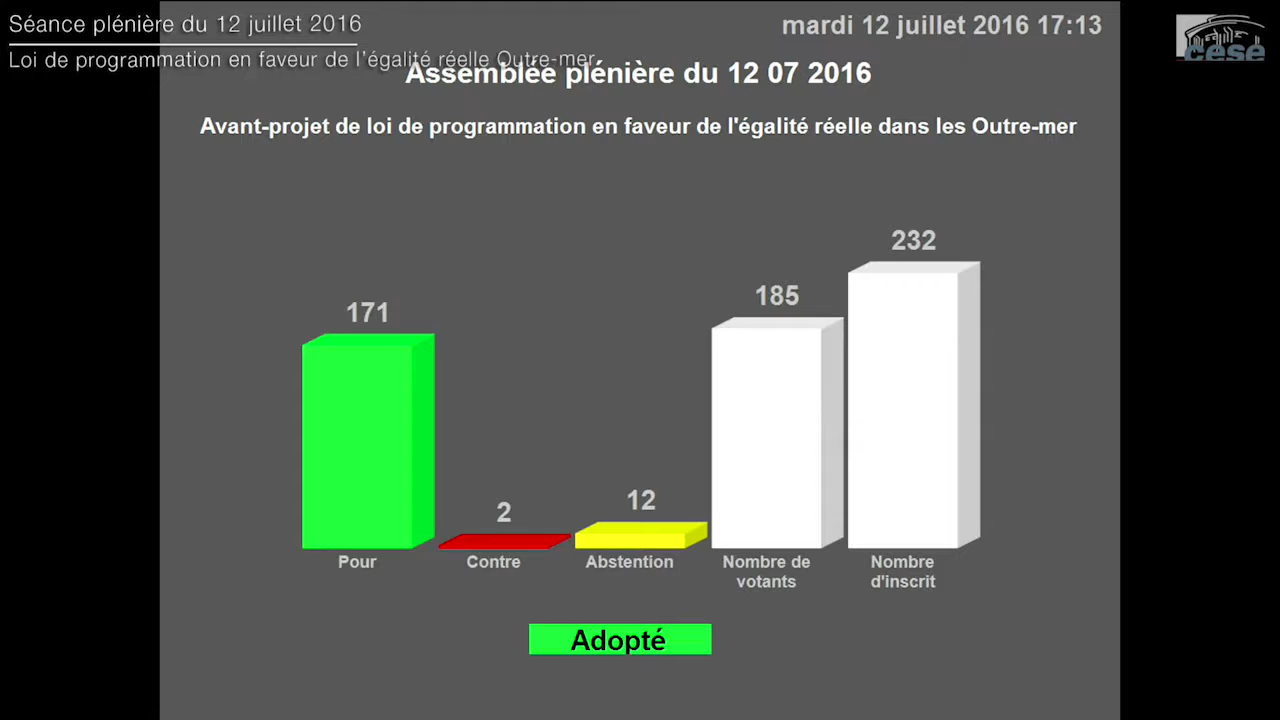 Séance plénière du 12 juillet 2016
mardi 12 juillet 2016 17:13
cese
Loi de programmation en faveur de l'égalité réelle Outre-mer
Assemblée plénière du 12 07 2016
Avant-projet de loi de programmation en faveur de l'égalité réelle dans les Outre-mer
232
185
171
12
2
Pour
Contre
Abstention
Nombre de
votants
Nombre
d'inscrit
Adopté